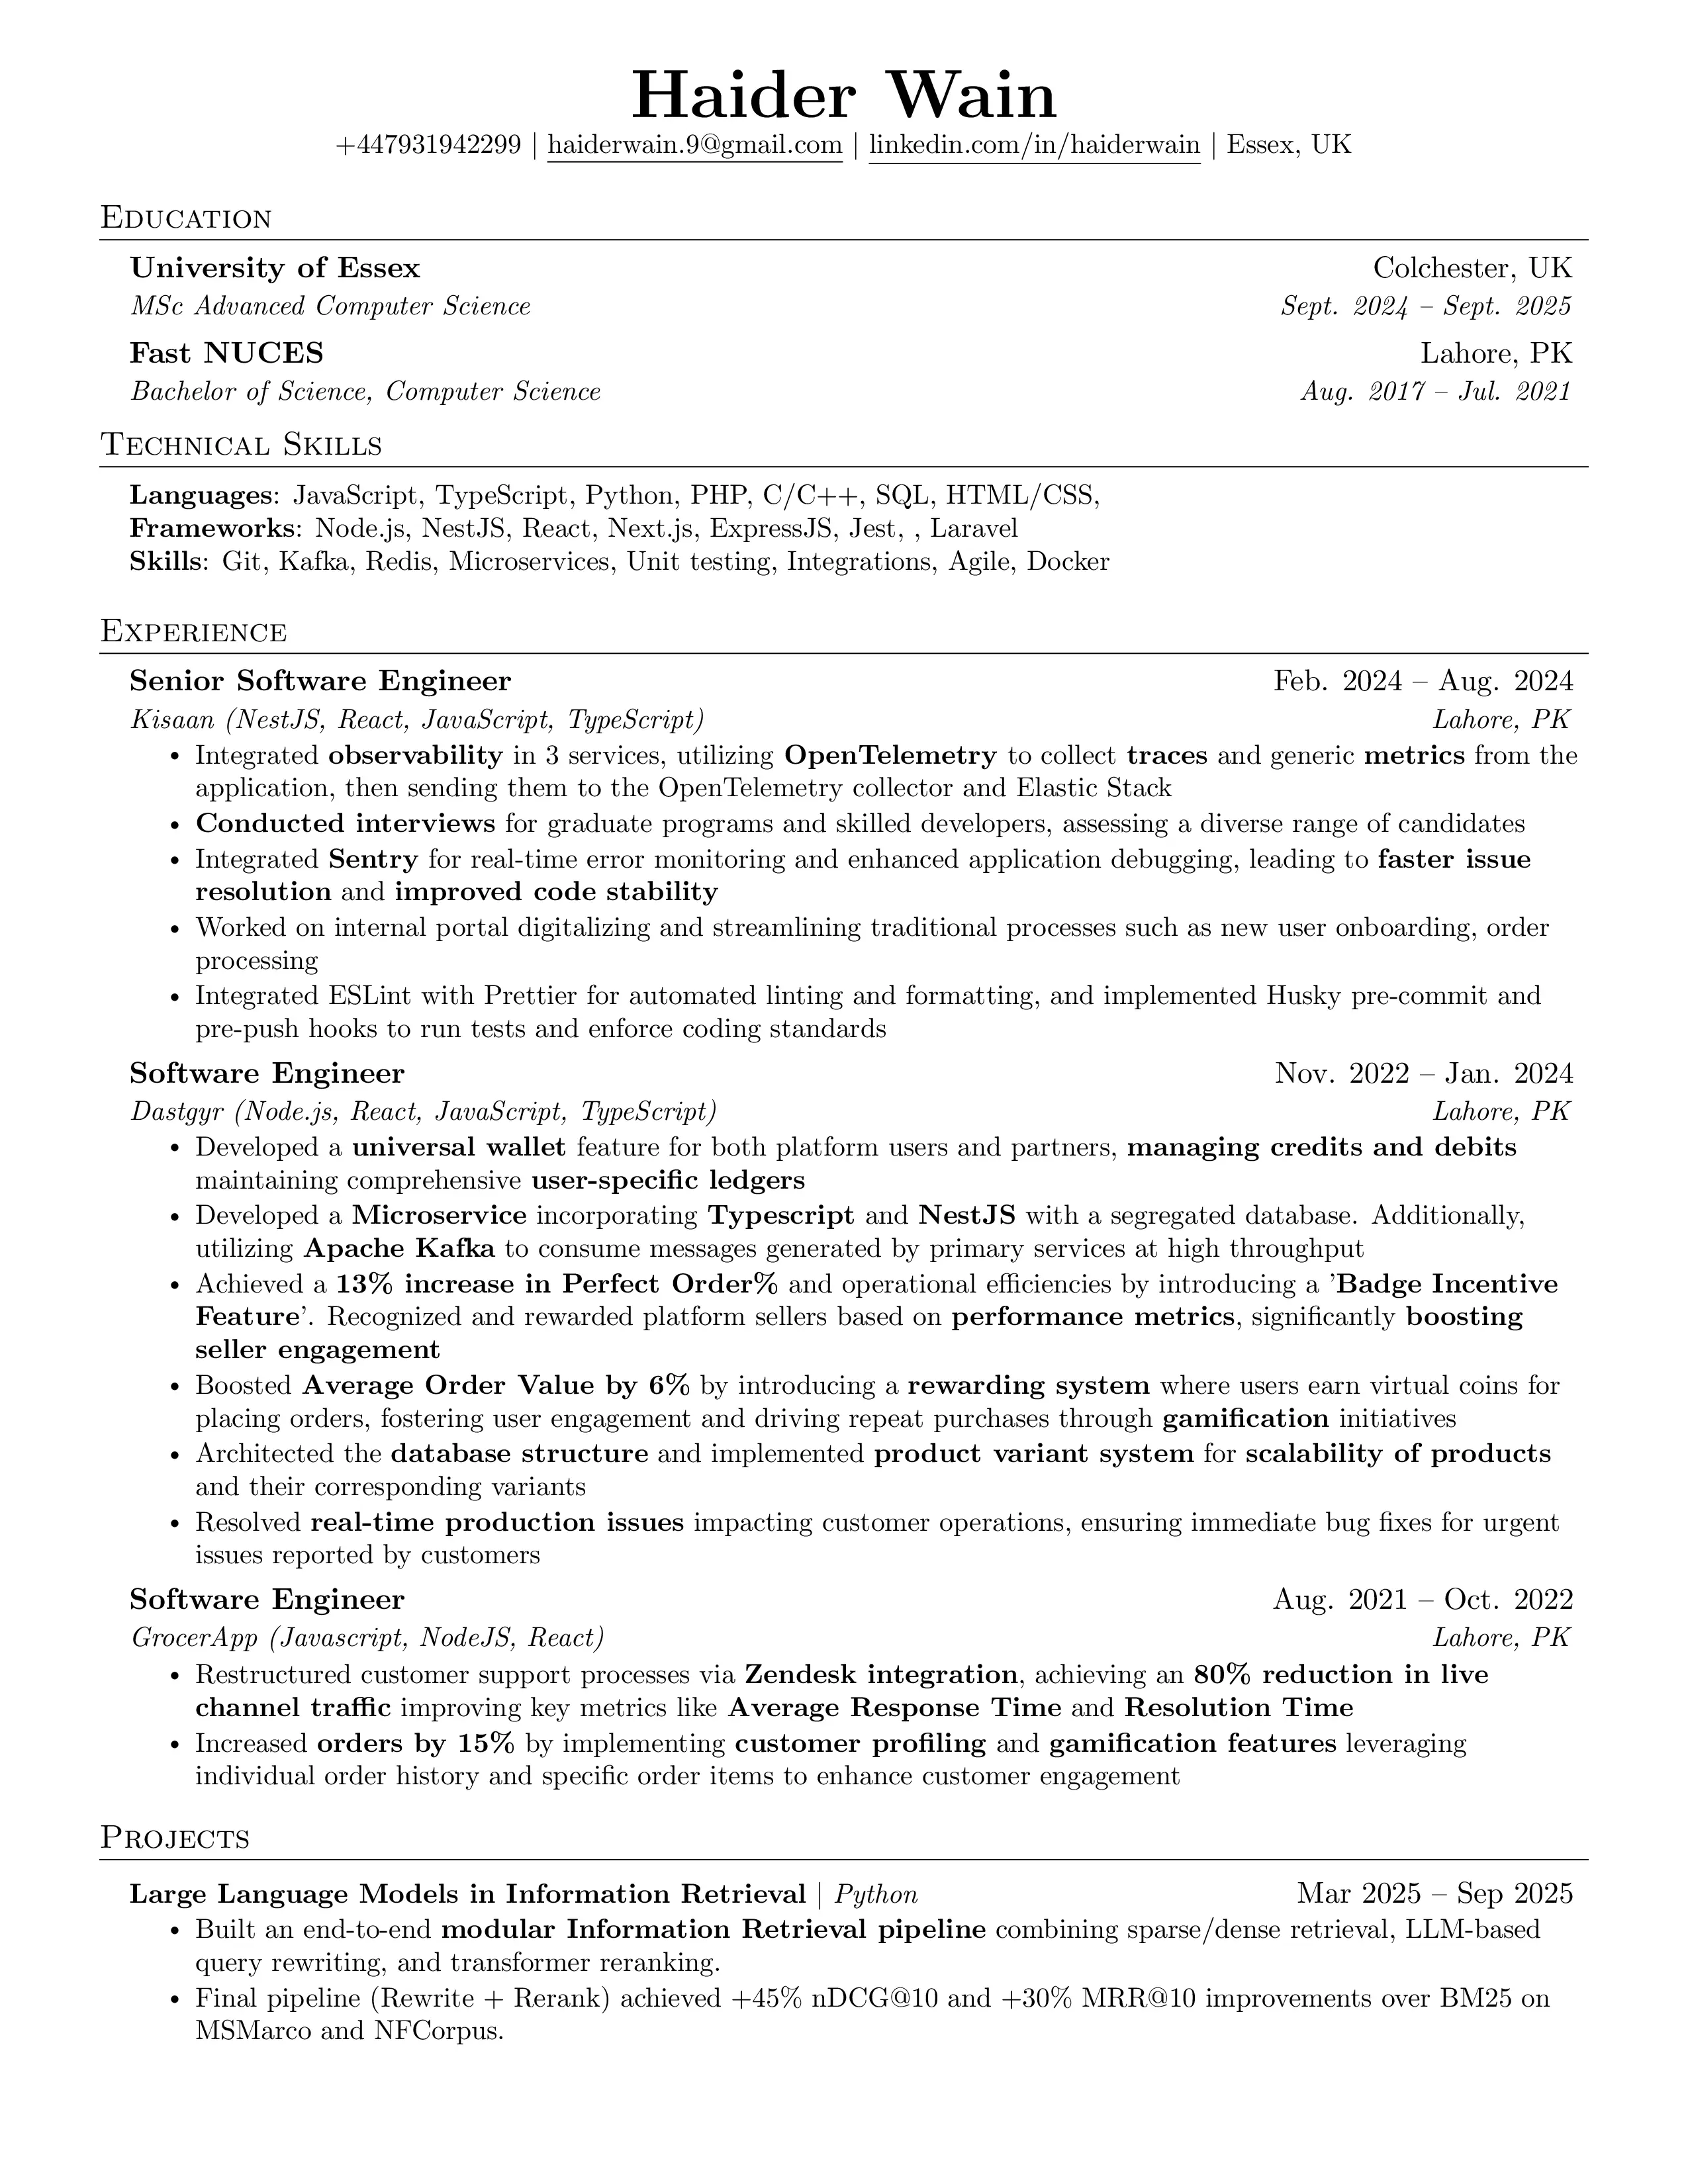 Haider Wain
+447931942299 | haiderwain.9@gmail.com | linkedin.com/in/haiderwain | Essex, UK
Education
University of Essex Colchester, UK
MSc Advanced Computer Science Sept. 2024 – Sept. 2025
Fast NUCES Lahore, PK
Bachelor of Science, Computer Science Aug. 2017 – Jul. 2021
Technical Skills
Languages: JavaScript, TypeScript, Python, PHP, C/C++, SQL, HTML/CSS,
Frameworks: Node.js, NestJS, React, Next.js, ExpressJS, Jest, , Laravel
Skills: Git, Kafka, Redis, Microservices, Unit testing, Integrations, Agile, Docker
Experience
Senior Software Engineer Feb. 2024 – Aug. 2024
Kisaan (NestJS, React, JavaScript, TypeScript) Lahore, PK
• Integrated observability in 3 services, utilizing OpenTelemetry to collect traces and generic metrics from the
application, then sending them to the OpenTelemetry collector and Elastic Stack
• Conducted interviews for graduate programs and skilled developers, assessing a diverse range of candidates
• Integrated Sentry for real-time error monitoring and enhanced application debugging, leading to faster issue
resolution and improved code stability
• Worked on internal portal digitalizing and streamlining traditional processes such as new user onboarding, order
processing
• Integrated ESLint with Prettier for automated linting and formatting, and implemented Husky pre-commit and
pre-push hooks to run tests and enforce coding standards
Software Engineer Nov. 2022 – Jan. 2024
Dastgyr (Node.js, React, JavaScript, TypeScript) Lahore, PK
• Developed a universal wallet feature for both platform users and partners, managing credits and debits
maintaining comprehensive user-specific ledgers
• Developed a Microservice incorporating Typescript and NestJS with a segregated database. Additionally,
utilizing Apache Kafka to consume messages generated by primary services at high throughput
• Achieved a 13% increase in Perfect Order% and operational efficiencies by introducing a ’Badge Incentive
Feature’. Recognized and rewarded platform sellers based on performance metrics, significantly boosting
seller engagement
• Boosted Average Order Value by 6% by introducing a rewarding system where users earn virtual coins for
placing orders, fostering user engagement and driving repeat purchases through gamification initiatives
• Architected the database structure and implemented product variant system for scalability of products
and their corresponding variants
• Resolved real-time production issues impacting customer operations, ensuring immediate bug fixes for urgent
issues reported by customers
Software Engineer Aug. 2021 – Oct. 2022
GrocerApp (Javascript, NodeJS, React) Lahore, PK
• Restructured customer support processes via Zendesk integration, achieving an 80% reduction in live
channel traffic improving key metrics like Average Response Time and Resolution Time
• Increased orders by 15% by implementing customer profiling and gamification features leveraging
individual order history and specific order items to enhance customer engagement
Projects
Large Language Models in Information Retrieval | Python Mar 2025 – Sep 2025
• Built an end-to-end modular Information Retrieval pipeline combining sparse/dense retrieval, LLM-based
query rewriting, and transformer reranking.
• Final pipeline (Rewrite + Rerank) achieved +45% nDCG@10 and +30% MRR@10 improvements over BM25 on
MSMarco and NFCorpus.